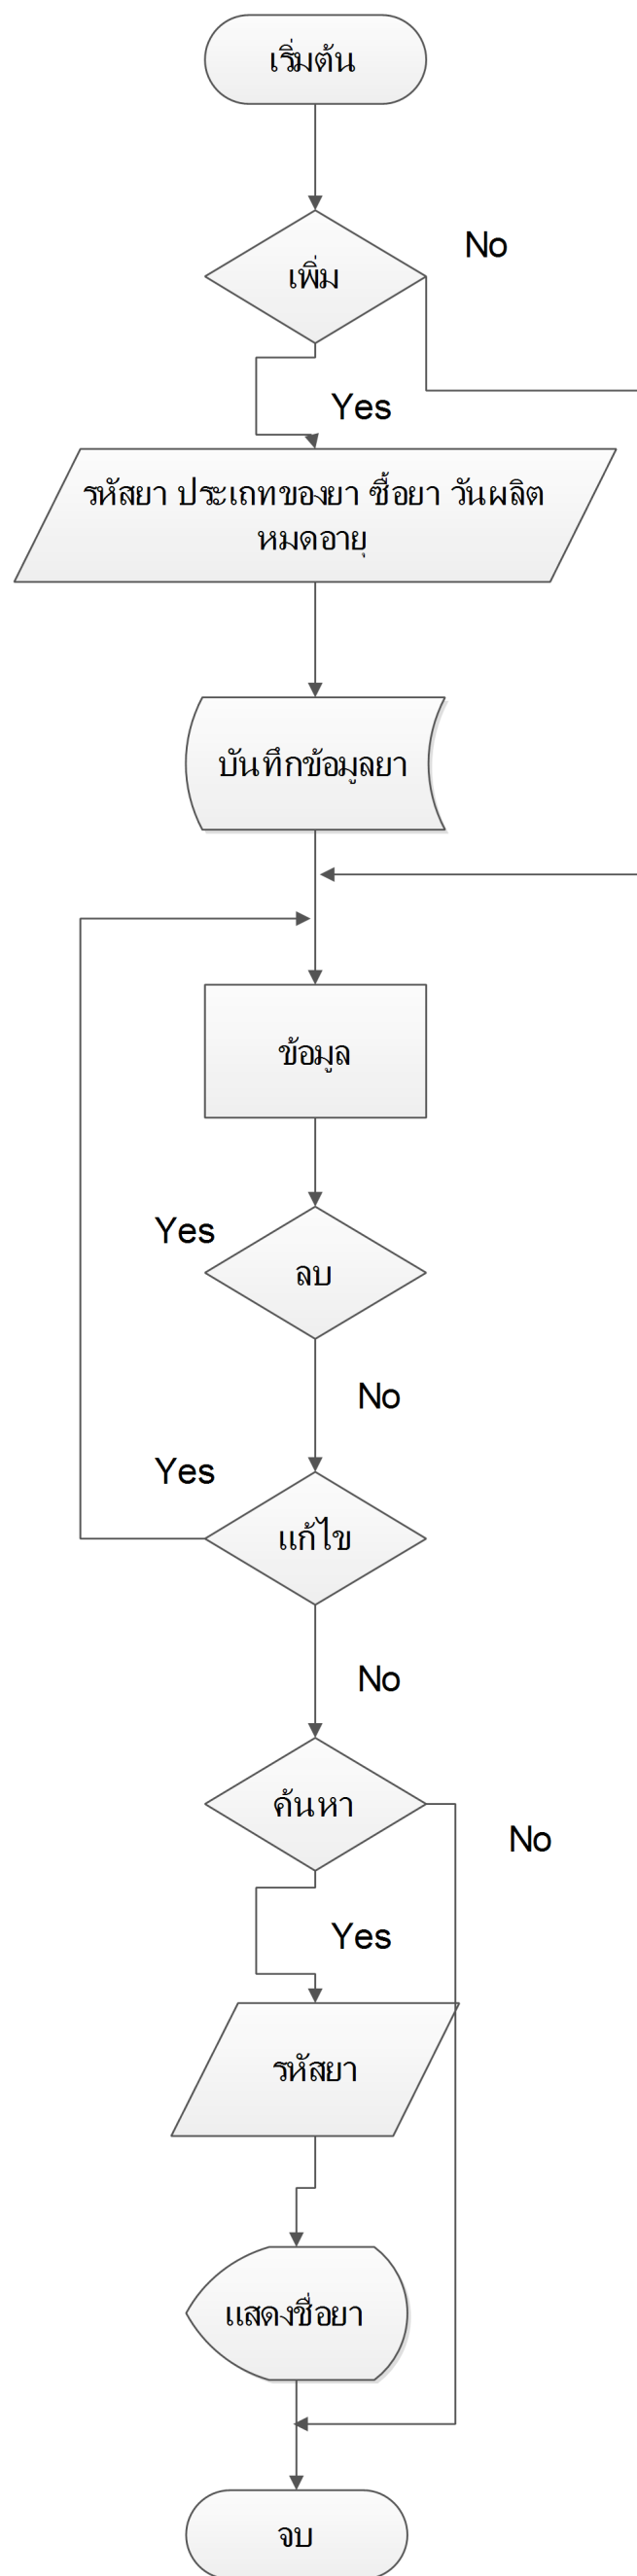 เริ่มต้น
เพิ่ม
No
Yes
รหัสยา ประเถทของยา ซื้อยา วันผลิต
หมดอายุ
บันทึกข้อมูลยา
ข้อมูล
Yes
ลบ
No
Yes
แก้ไข
No
ค้นหา
No
Yes
รหัสยา
แสดงชื่อยา
จบ